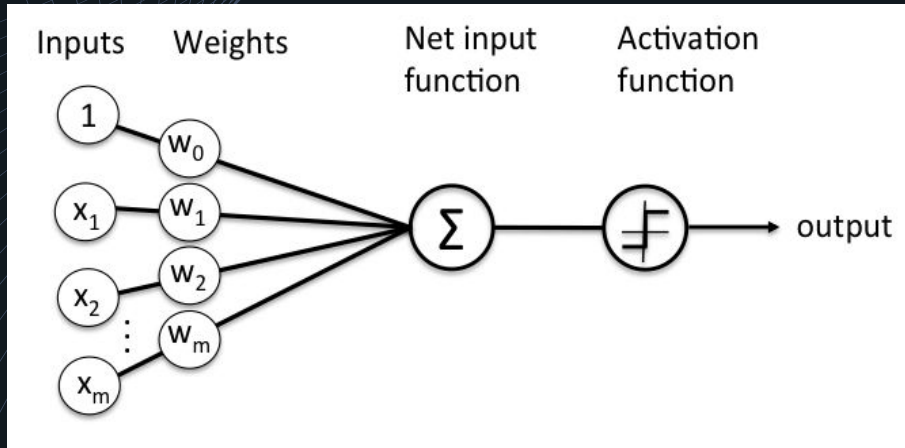 Inputs
Weights
Net input
function
Activation
function
1
w₀
x₁
w₁
x₂
w₂
⋮
xₘ
wₘ
Σ
output